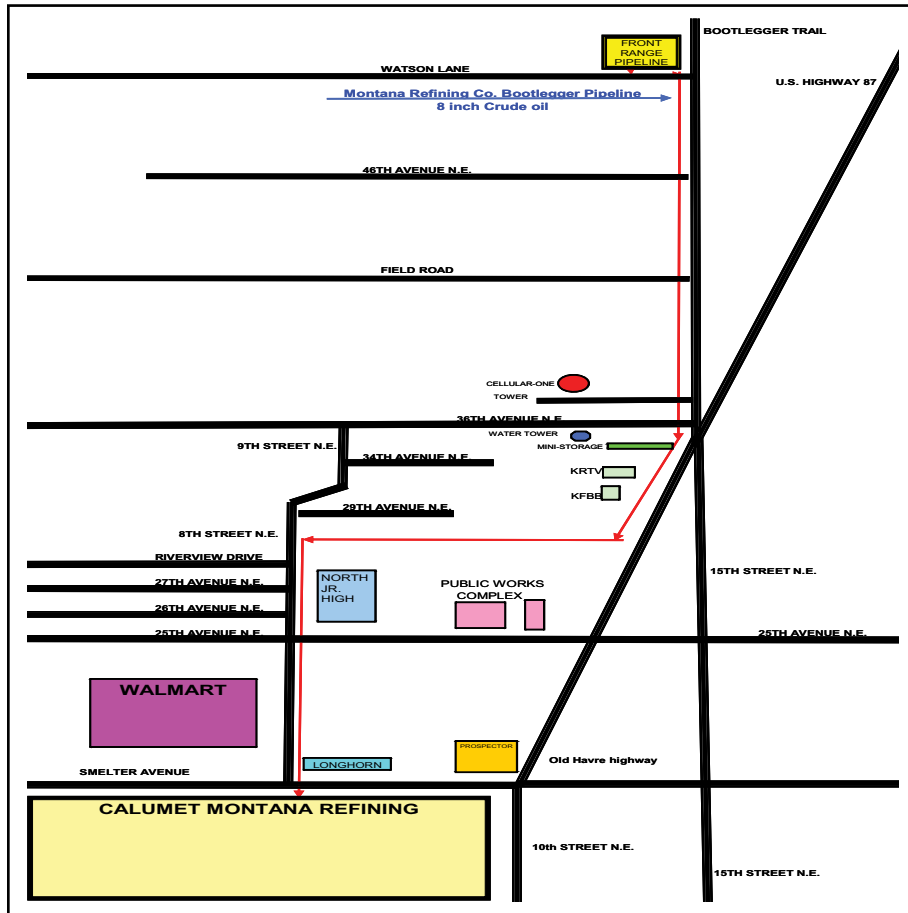 BOOTLEGGER TRAIL
FRONT
RANGE
PIPELINE
WATSON LANE
U.S. HIGHWAY 87
Montana Refining Co. Bootlegger Pipeline
8 inch Crude oil
46TH AVENUE N.E.
FIELD ROAD
CELLULAR-ONE
TOWER
36TH AVENUE N.E.
WATER TOWER
9TH STREET N.E.
MINI-STORAGE
34TH AVENUE N.E.
KRTV
KFBB
29TH AVENUE N.E.
8TH STREET N.E.
RIVERVIEW DRIVE
15TH STREET N.E.
27TH AVENUE N.E.
NORTH
JR.
HIGH
PUBLIC WORKS
COMPLEX
26TH AVENUE N.E.
25TH AVENUE N.E.
25TH AVENUE N.E.
WALMART
PROSPECTOR
LONGHORN
Old Havre highway
SMELTER AVENUE
CALUMET MONTANA REFINING
10th STREET N.E.
15TH STREET N.E.